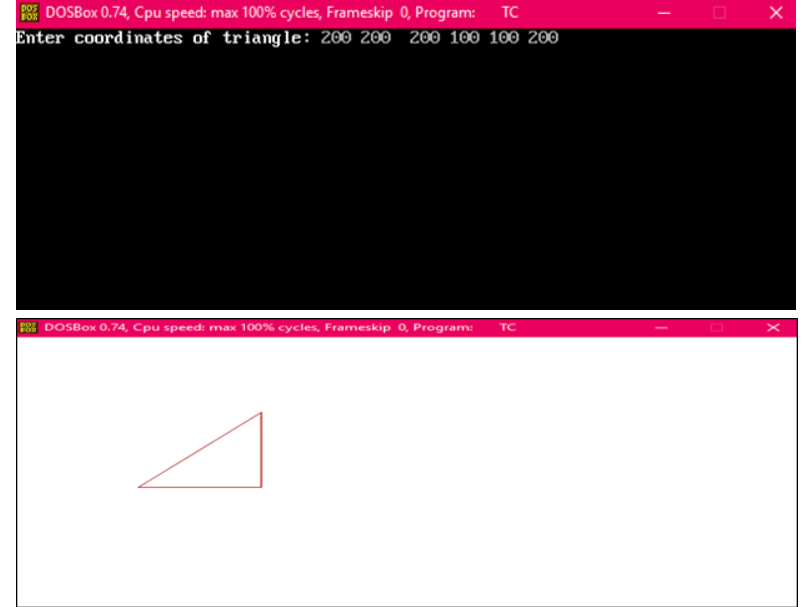 DOSBox 0.74, Cpu speed: max 100% cycles, Frameskip 0, Program: TC
Enter coordinates of triangle: 200 200  200 100 100 200
DOSBox 0.74, Cpu speed: max 100% cycles, Frameskip 0, Program: TC